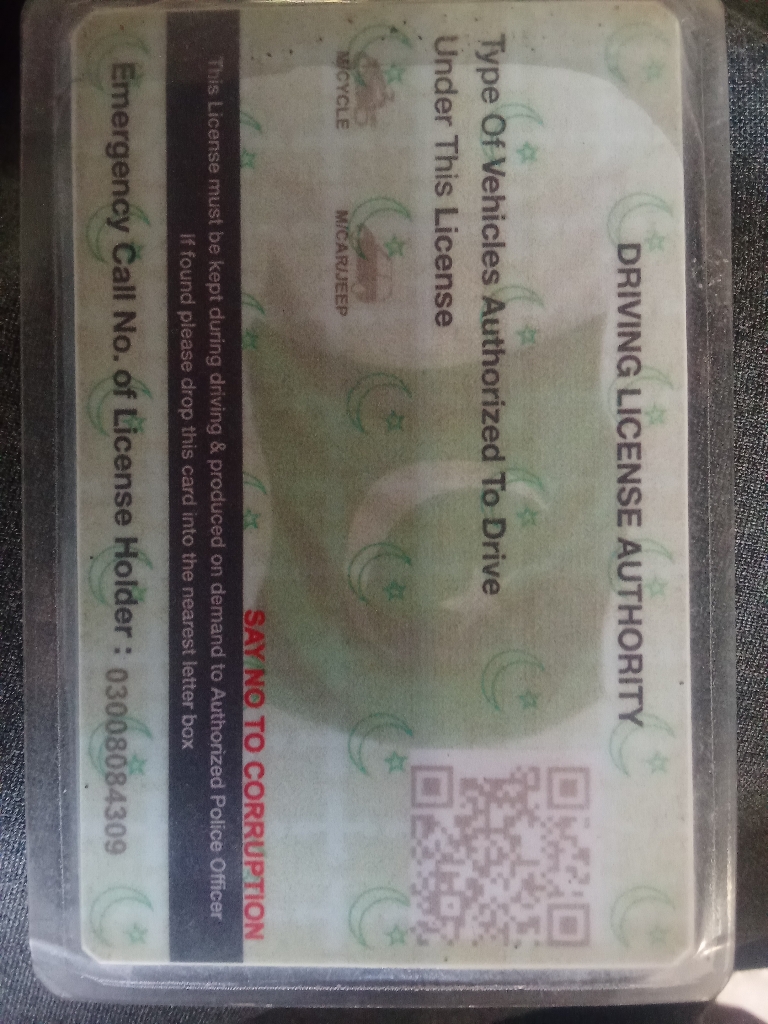 DRIVING LICENSE AUTHORITY
Type Of Vehicles Authorized To Drive
Under This License
M/CYCLE
M/CAR/JEEP
SAY NO TO CORRUPTION
This License must be kept during driving & produced on demand to Authorized Police Officer
If found please drop this card into the nearest letter box
Emergency Call No. of License Holder : 03008084309